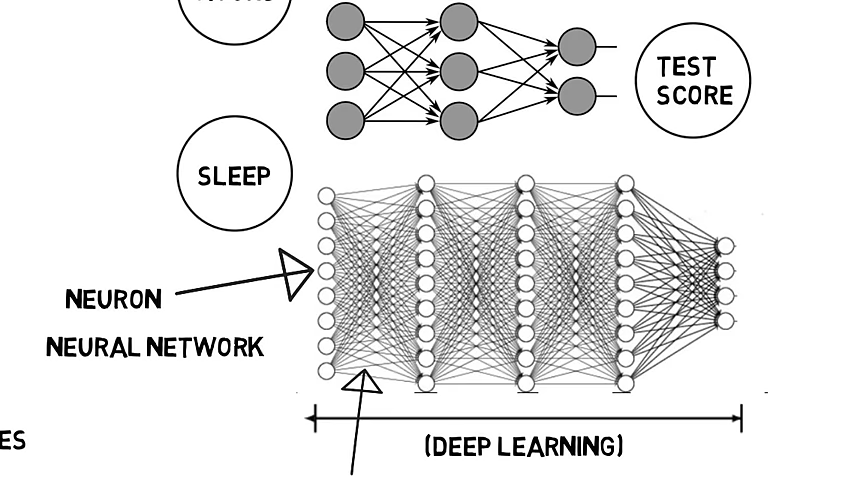 TEST
SCORE
SLEEP
NEURON
NEURAL NETWORK
ES
(DEEP LEARNING)